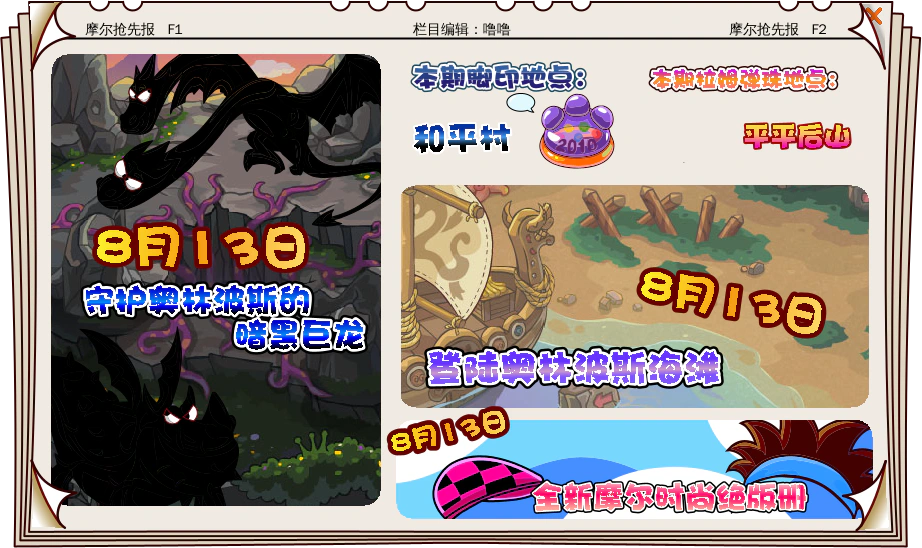 摩尔抢先报 F1
栏目编辑：噜噜
摩尔抢先报 F2
8月13日
守护奥林波斯的
暗黑巨龙
本期脚印地点：
和平村
2010
本期拉姆弹珠地点：
平平后山
8月13日
登陆奥林波斯海滩
8月13日
全新摩尔时尚绝版册